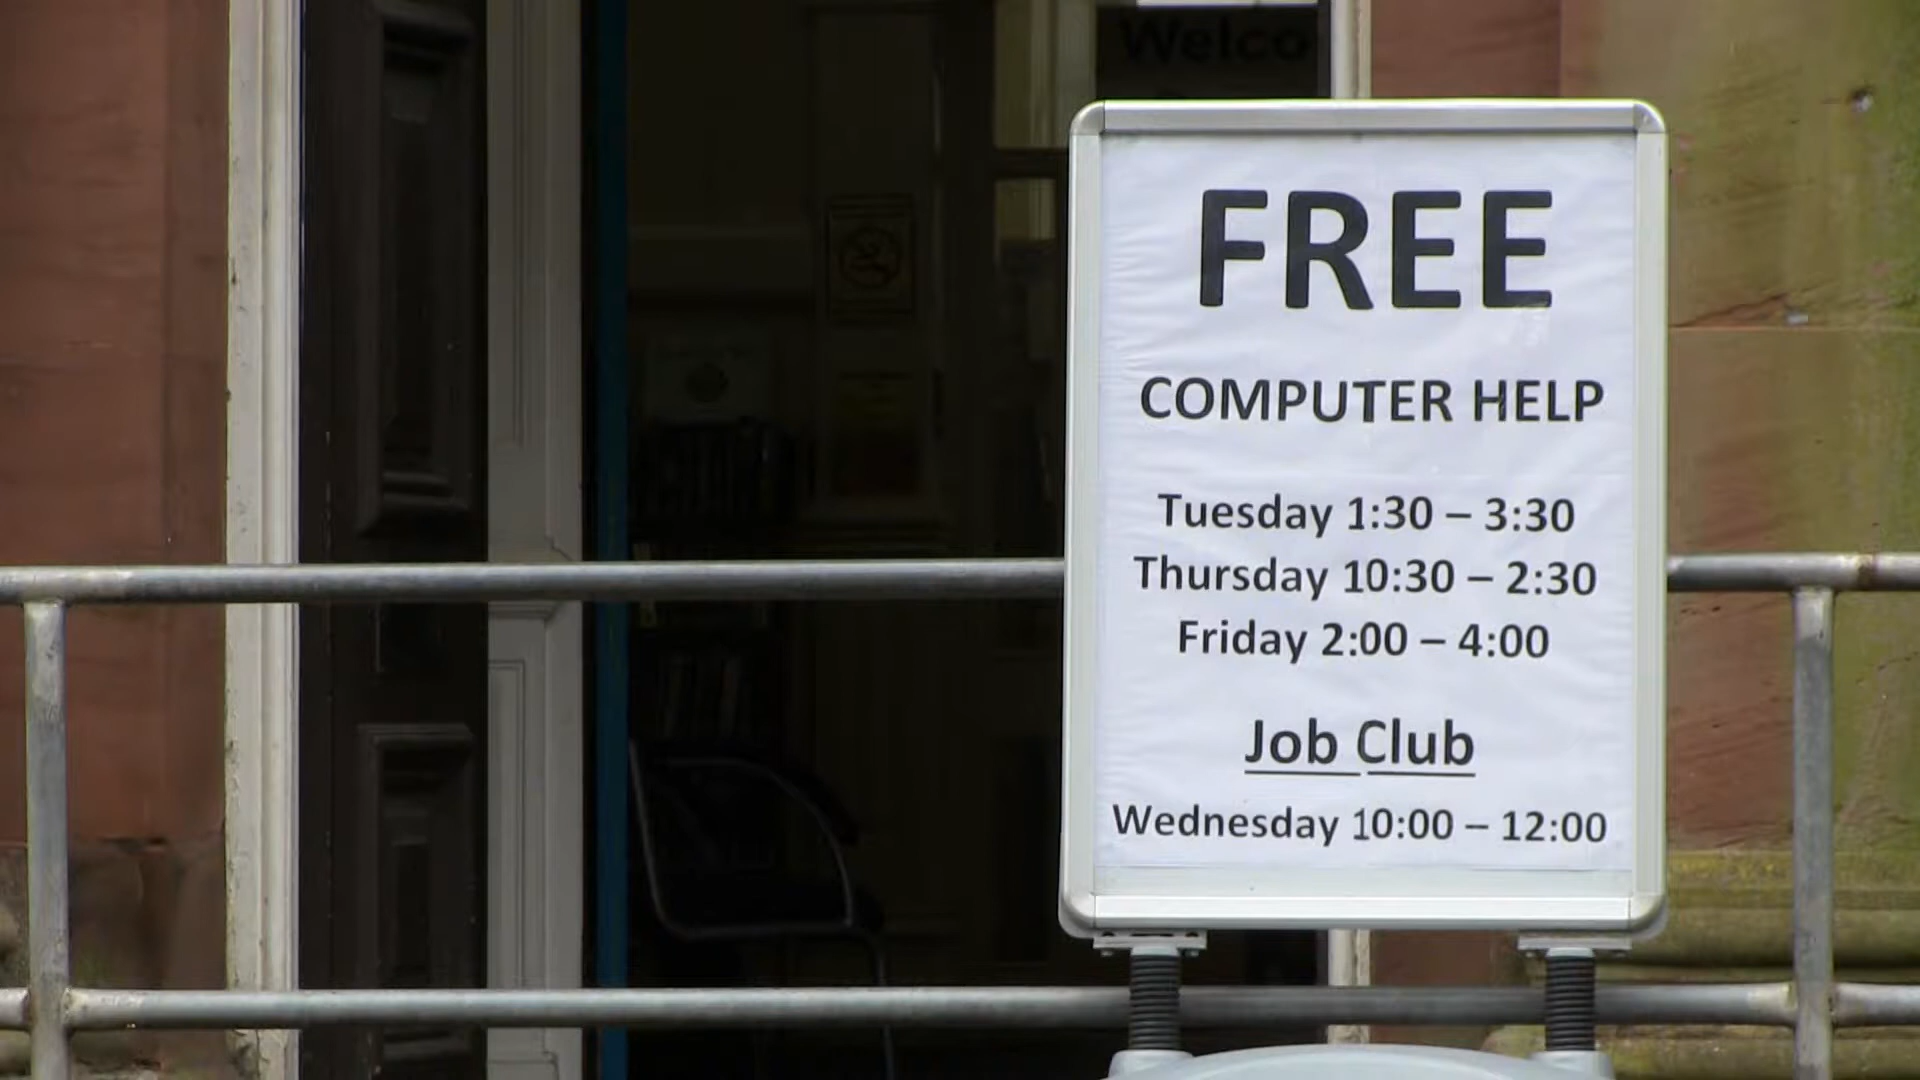 Welco
FREE
COMPUTER HELP
Tuesday 1:30 – 3:30
Thursday 10:30 – 2:30
Friday 2:00 – 4:00
Job Club
Wednesday 10:00 – 12:00